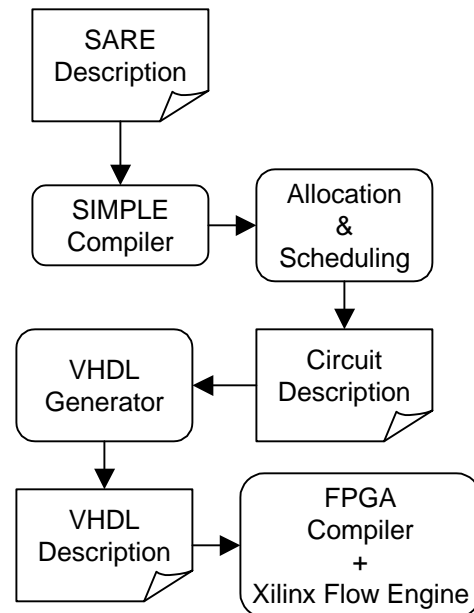 SARE
Description
SIMPLE
Compiler
Allocation
&
Scheduling
Circuit
Description
VHDL
Generator
VHDL
Description
FPGA
Compiler
+
Xilinx Flow Engine